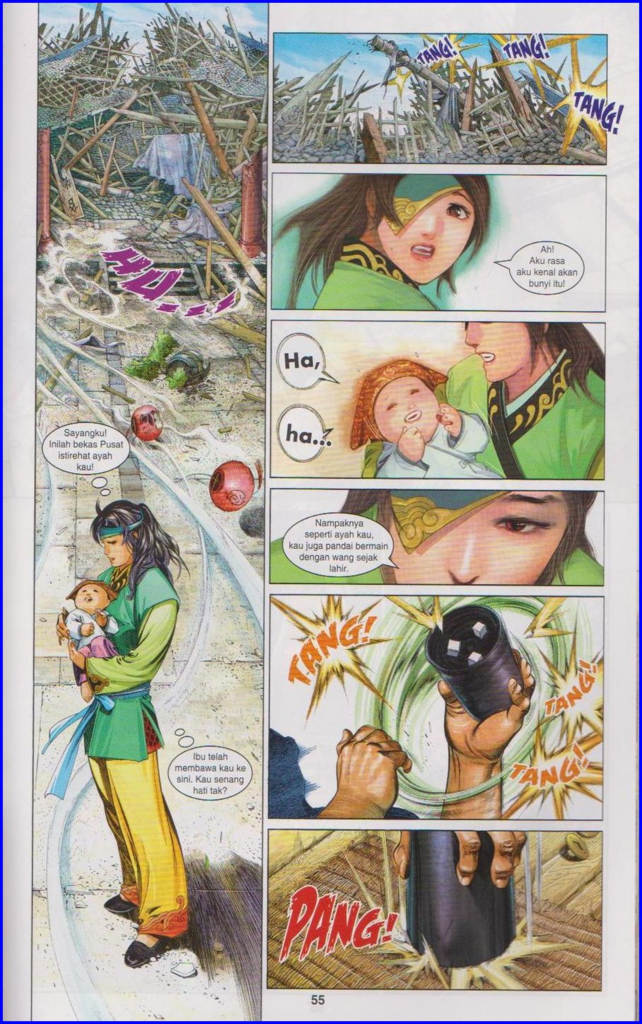 HU...
Sayangku!
Inilah bekas Pusat
istirehat ayah
kau!
Ibu telah
membawa kau ke
sini. Kau senang
hati tak?
TANG!
TANG!
TANG!
Ah!
Aku rasa
aku kenal akan
bunyi itu!
Ha,
ha...
Nampaknya
seperti ayah kau,
kau juga pandai bermain
dengan wang sejak
lahir.
TANG!
TANG!
TANG!
PANG!
55